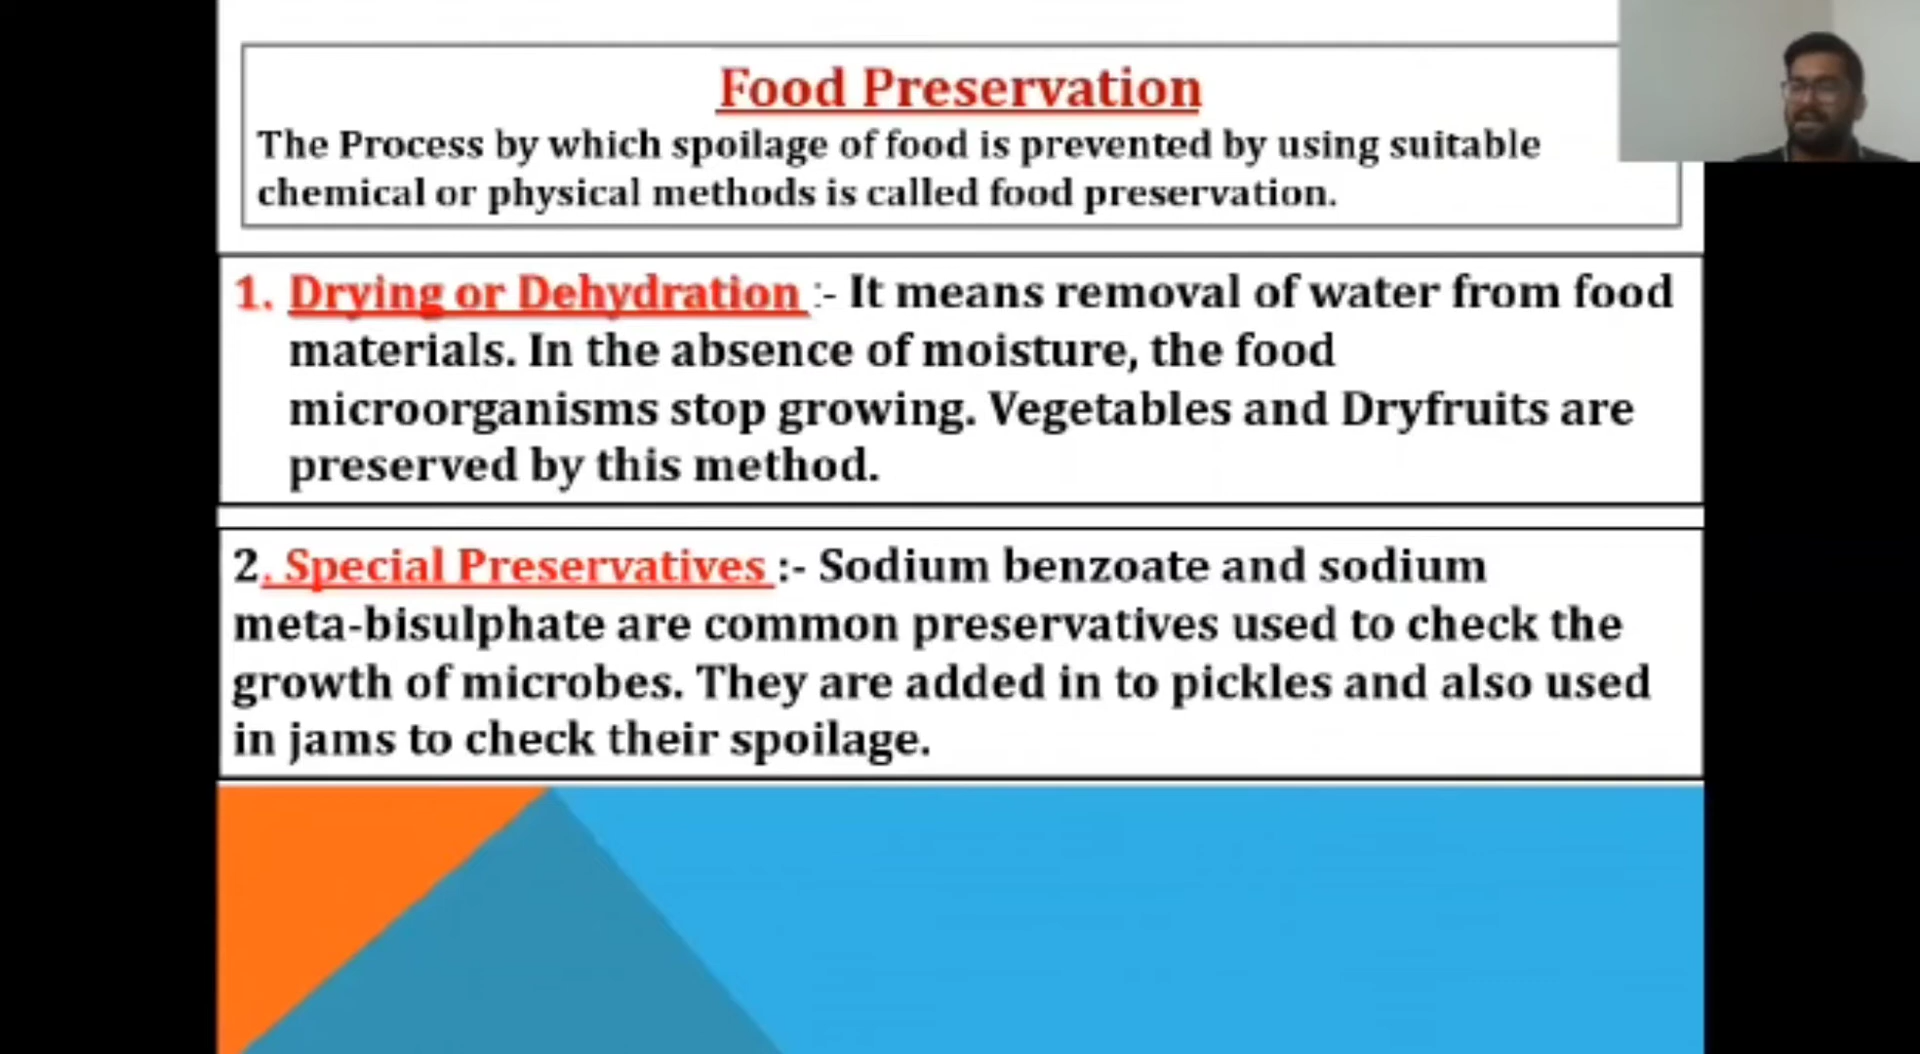 Food Preservation
The Process by which spoilage of food is prevented by using suitable
chemical or physical methods is called food preservation.
1. Drying or Dehydration :- It means removal of water from food
materials. In the absence of moisture, the food
microorganisms stop growing. Vegetables and Dryfruits are
preserved by this method.
2. Special Preservatives :- Sodium benzoate and sodium
meta-bisulphate are common preservatives used to check the
growth of microbes. They are added in to pickles and also used
in jams to check their spoilage.